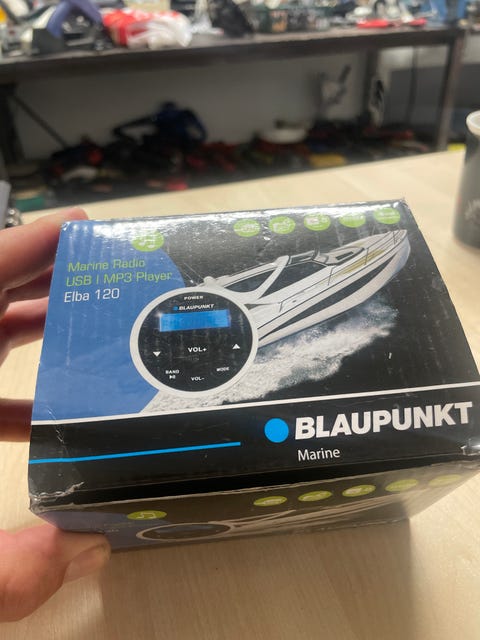 Marine Radio
USB | MP3 Player
Elba 120
POWER
BLAUPUNKT
VOL+
BAND
MODE
VOL-
BLAUPUNKT
Marine